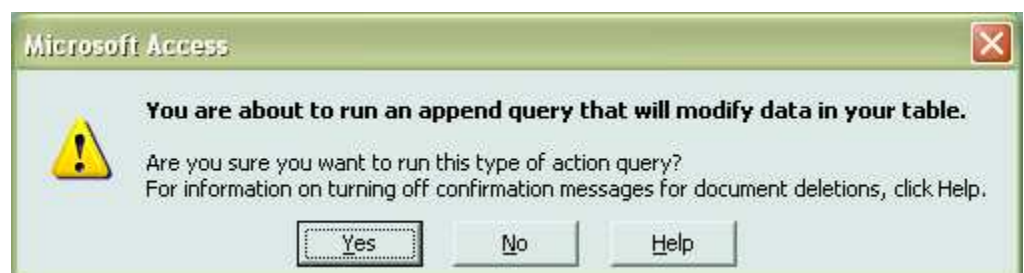 Microsoft Access
You are about to run an append query that will modify data in your table.
Are you sure you want to run this type of action query?
For information on turning off confirmation messages for document deletions, click Help.
Yes No Help